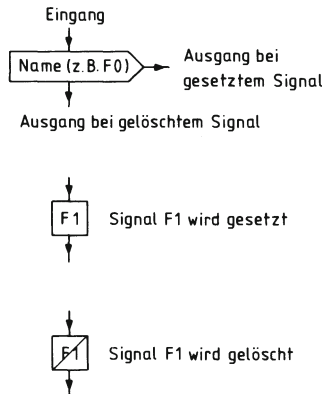 Eingang
Name (z.B. F0)
Ausgang bei
gesetztem Signal
Ausgang bei gelöschtem Signal
F1
Signal F1 wird gesetzt
F1
Signal F1 wird gelöscht